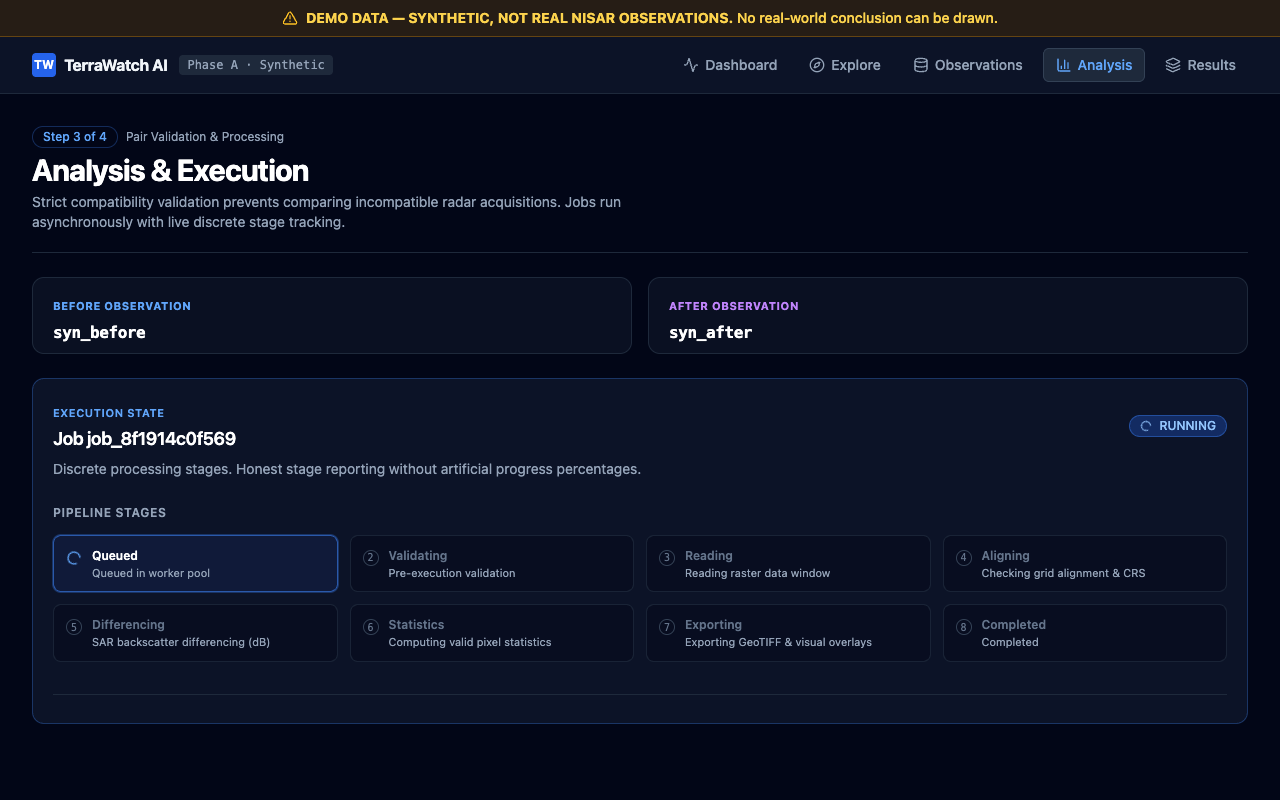 DEMO DATA — SYNTHETIC, NOT REAL NISAR OBSERVATIONS. No real-world conclusion can be drawn.
TW TerraWatch AI Phase A · Synthetic Dashboard Explore Observations Analysis Results
Step 3 of 4 Pair Validation & Processing
Analysis & Execution
Strict compatibility validation prevents comparing incompatible radar acquisitions. Jobs run
asynchronously with live discrete stage tracking.
BEFORE OBSERVATION
syn_before
AFTER OBSERVATION
syn_after
EXECUTION STATE
Job job_8f1914c0f569
RUNNING
Discrete processing stages. Honest stage reporting without artificial progress percentages.
PIPELINE STAGES
Queued
Queued in worker pool
2 Validating
Pre-execution validation
3 Reading
Reading raster data window
4 Aligning
Checking grid alignment & CRS
5 Differencing
SAR backscatter differencing (dB)
6 Statistics
Computing valid pixel statistics
7 Exporting
Exporting GeoTIFF & visual overlays
8 Completed
Completed